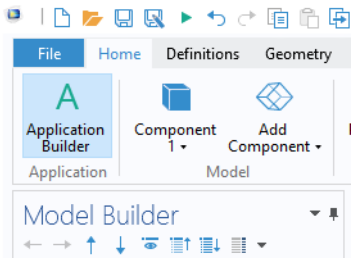 File Home Definitions Geometry
Application Builder
Component 1
Add Component
Application
Model
Model Builder